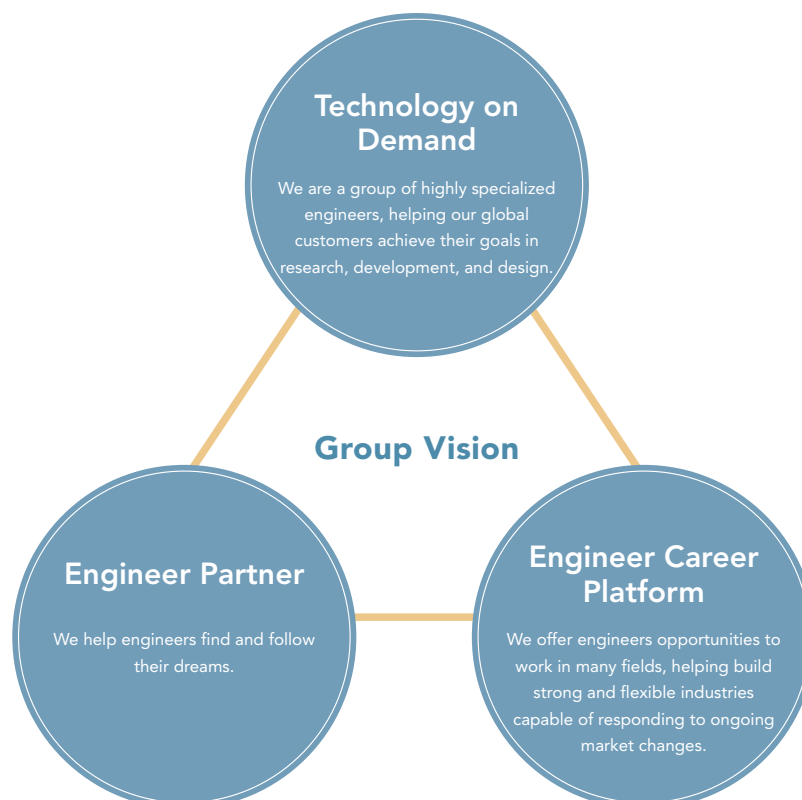 Technology on
Demand
We are a group of highly specialized
engineers, helping our global
customers achieve their goals in
research, development, and design.
Group Vision
Engineer Partner
We help engineers find and follow
their dreams.
Engineer Career
Platform
We offer engineers opportunities to
work in many fields, helping build
strong and flexible industries
capable of responding to ongoing
market changes.